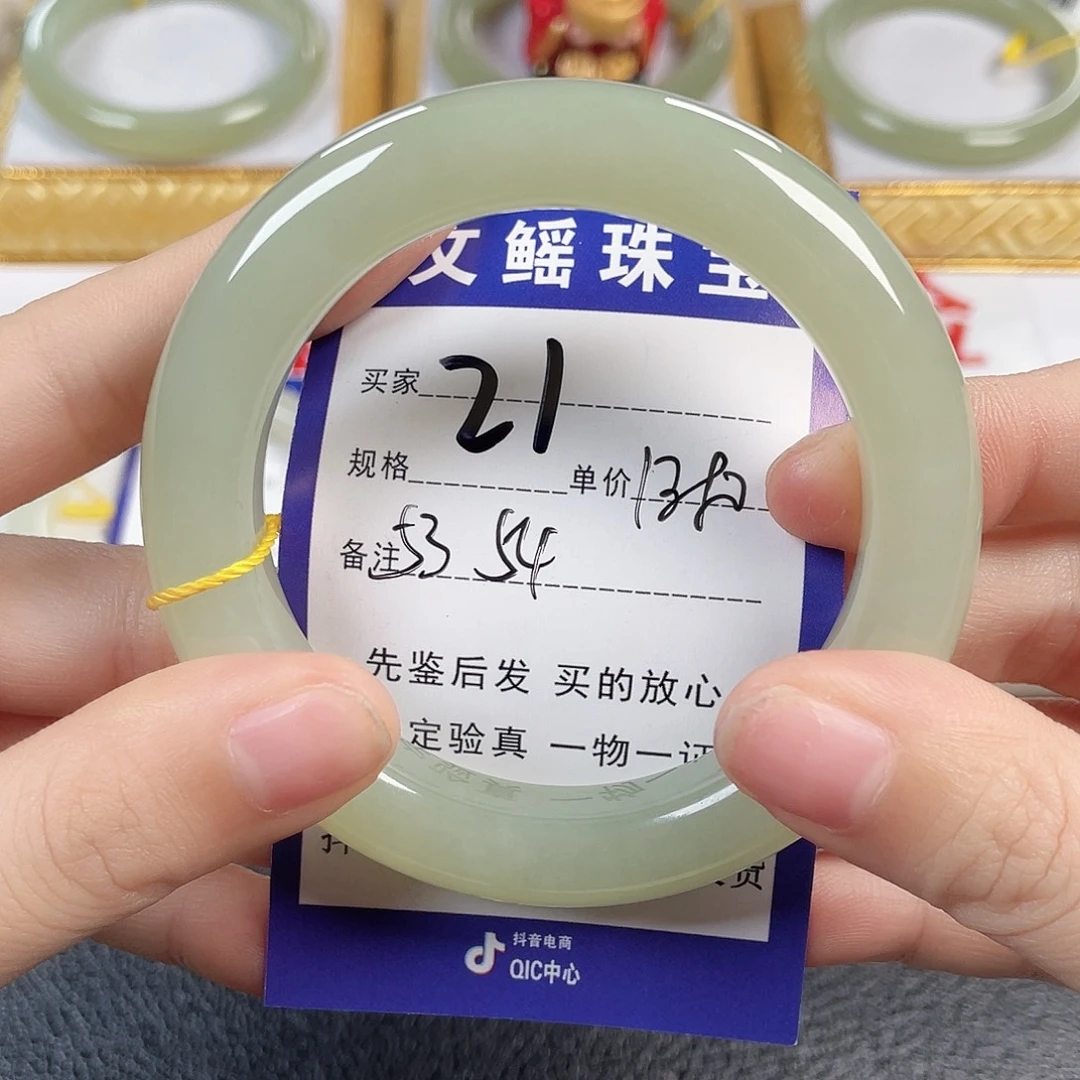 文鳐珠宝
买家 21
规格 单价
备注 53 54
先鉴后发 买的放心
定验真 一物一证
货
抖音电商
QIC中心